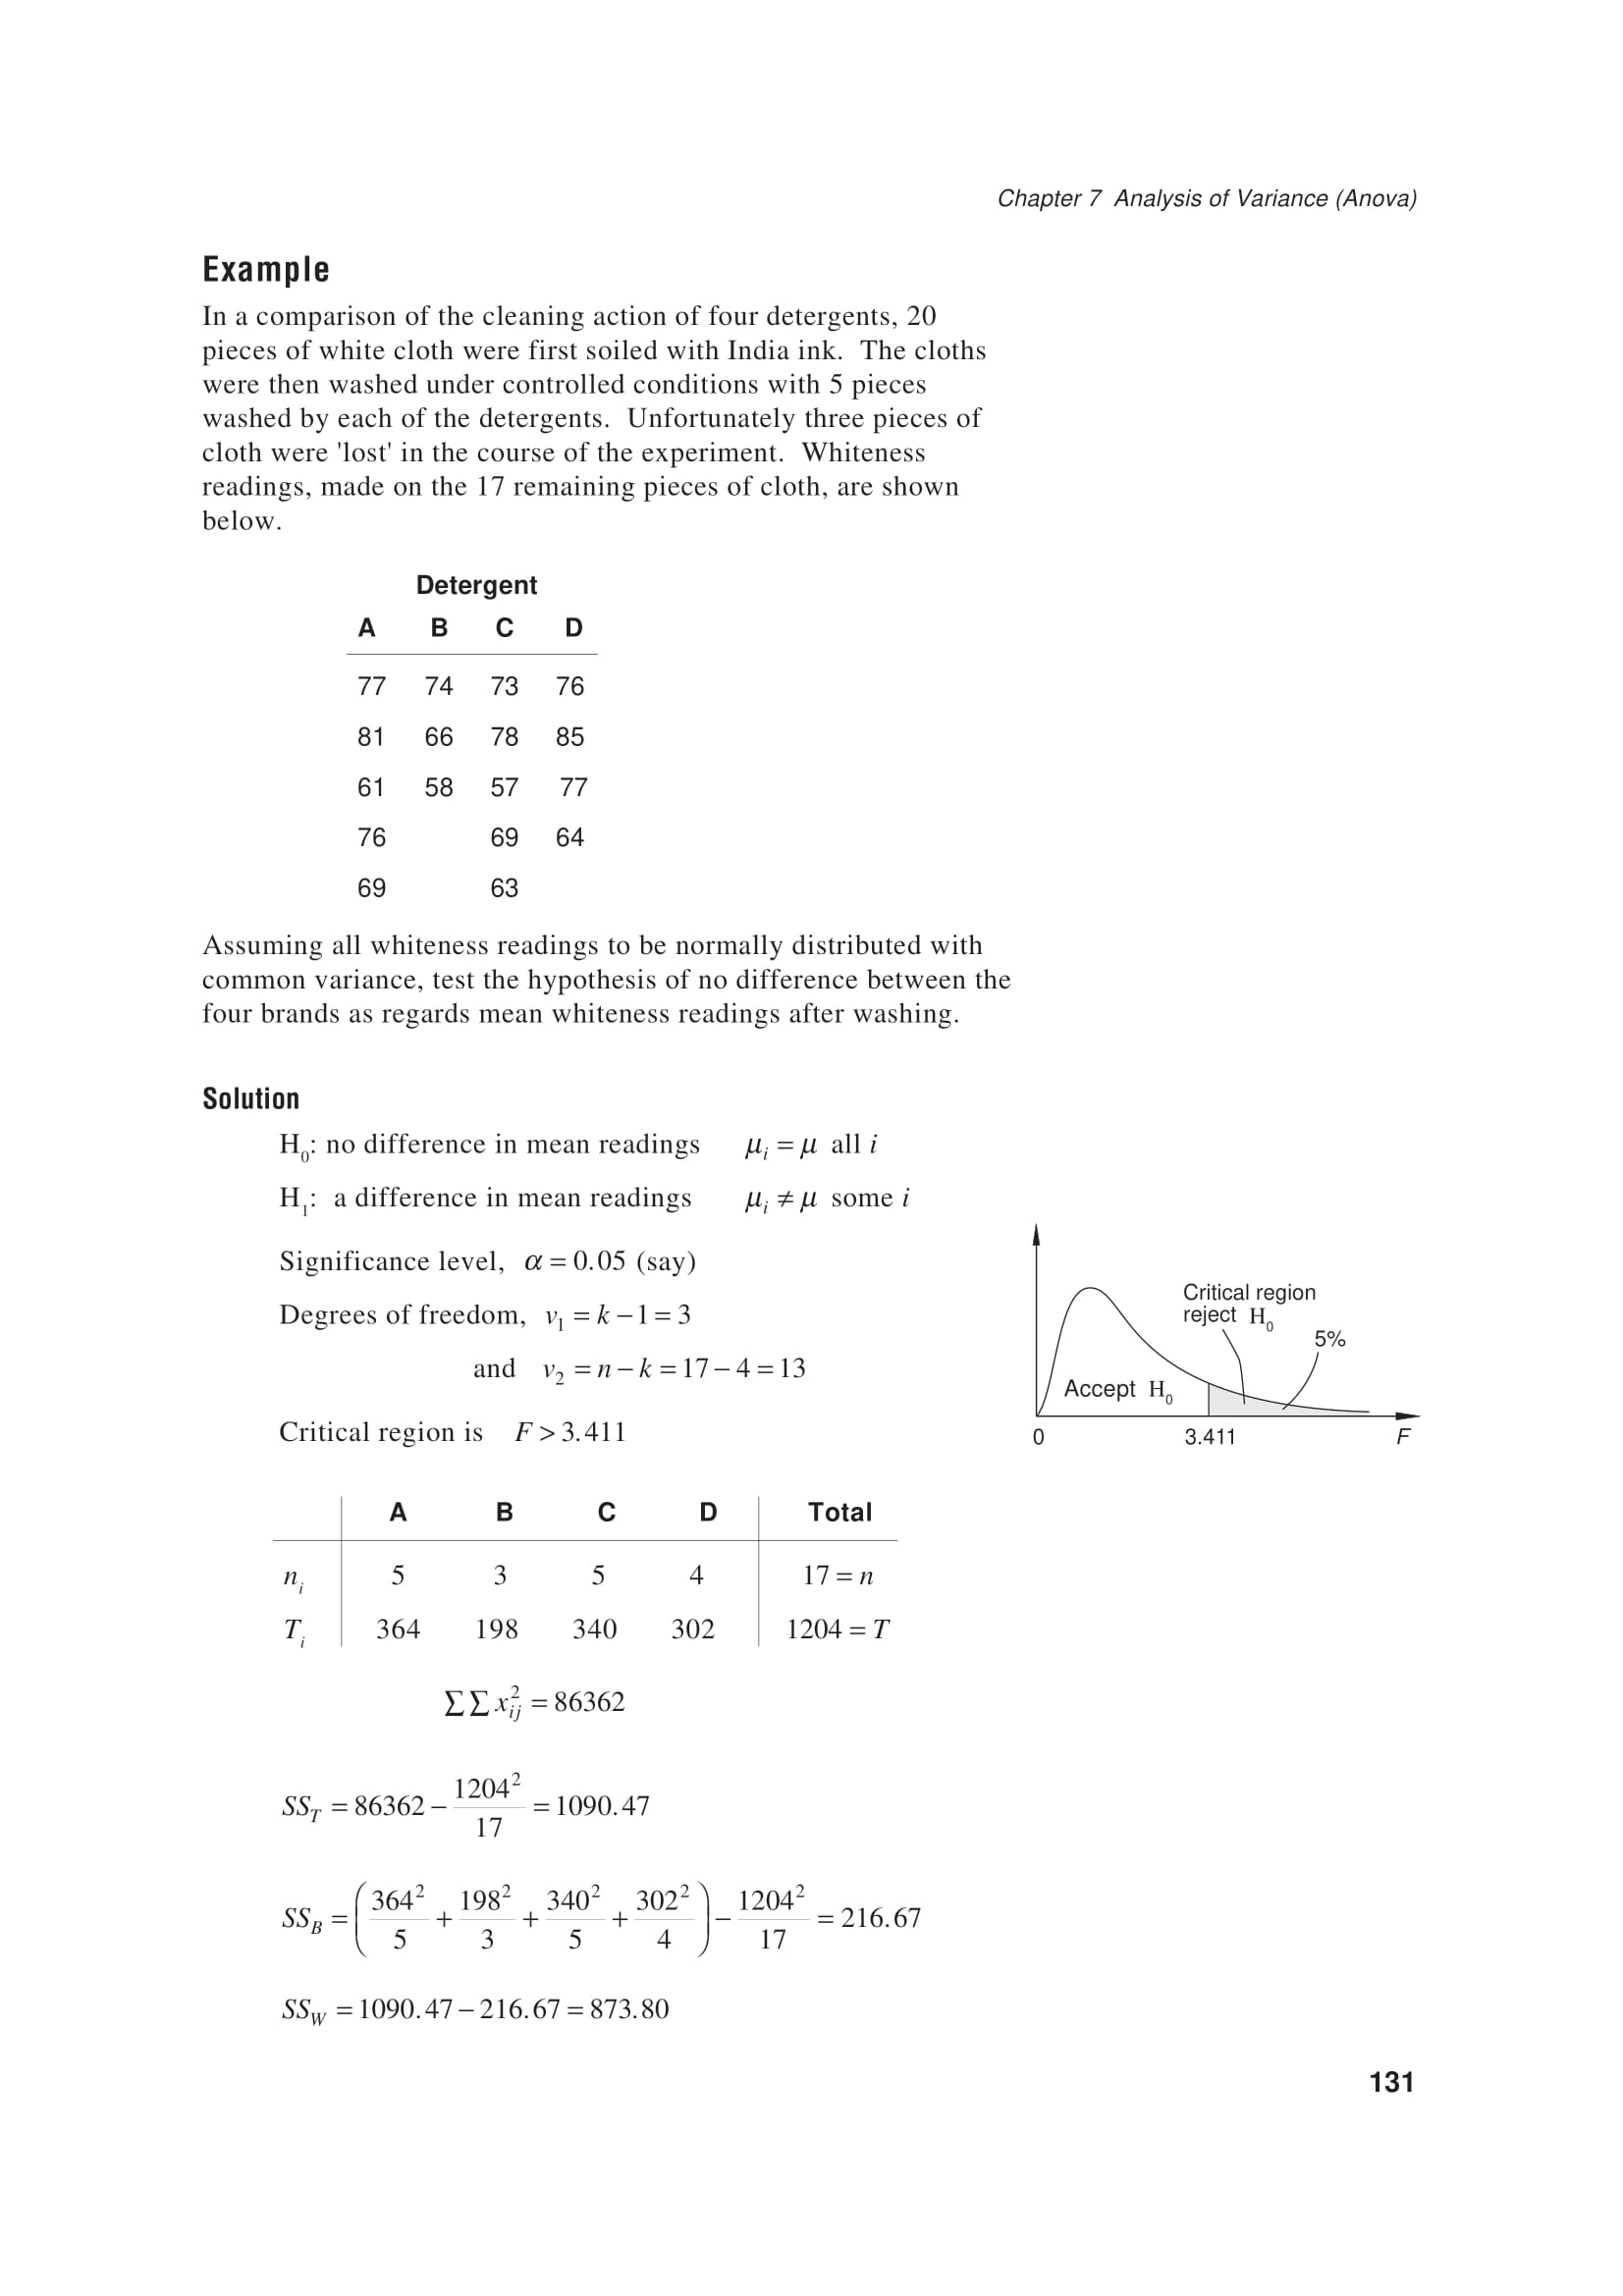 Chapter 7 Analysis of Variance (Anova)
Example
In a comparison of the cleaning action of four detergents, 20
pieces of white cloth were first soiled with India ink. The cloths
were then washed under controlled conditions with 5 pieces
washed by each of the detergents. Unfortunately three pieces of
cloth were 'lost' in the course of the experiment. Whiteness
readings, made on the 17 remaining pieces of cloth, are shown
below.
Detergent
A B C D
77 74 73 76
81 66 78 85
61 58 57 77
76 69 64
69 63
Assuming all whiteness readings to be normally distributed with
common variance, test the hypothesis of no difference between the
four brands as regards mean whiteness readings after washing.
Solution
H₀: no difference in mean readings μᵢ = μ all i
H₁: a difference in mean readings μᵢ ≠ μ some i
Significance level, α = 0.05 (say)
Degrees of freedom, v₁ = k − 1 = 3
and v₂ = n − k = 17 − 4 = 13
Critical region is F > 3.411
Critical region
reject H₀
5%
Accept H₀
0 3.411 F
A B C D Total
nᵢ 5 3 5 4 17 = n
Tᵢ 364 198 340 302 1204 = T
∑∑xᵢⱼ² = 86362
SS_T = 86362 − 1204²/17 = 1090.47
SS_B = (364²/5 + 198²/3 + 340²/5 + 302²/4) − 1204²/17 = 216.67
SS_W = 1090.47 − 216.67 = 873.80
131